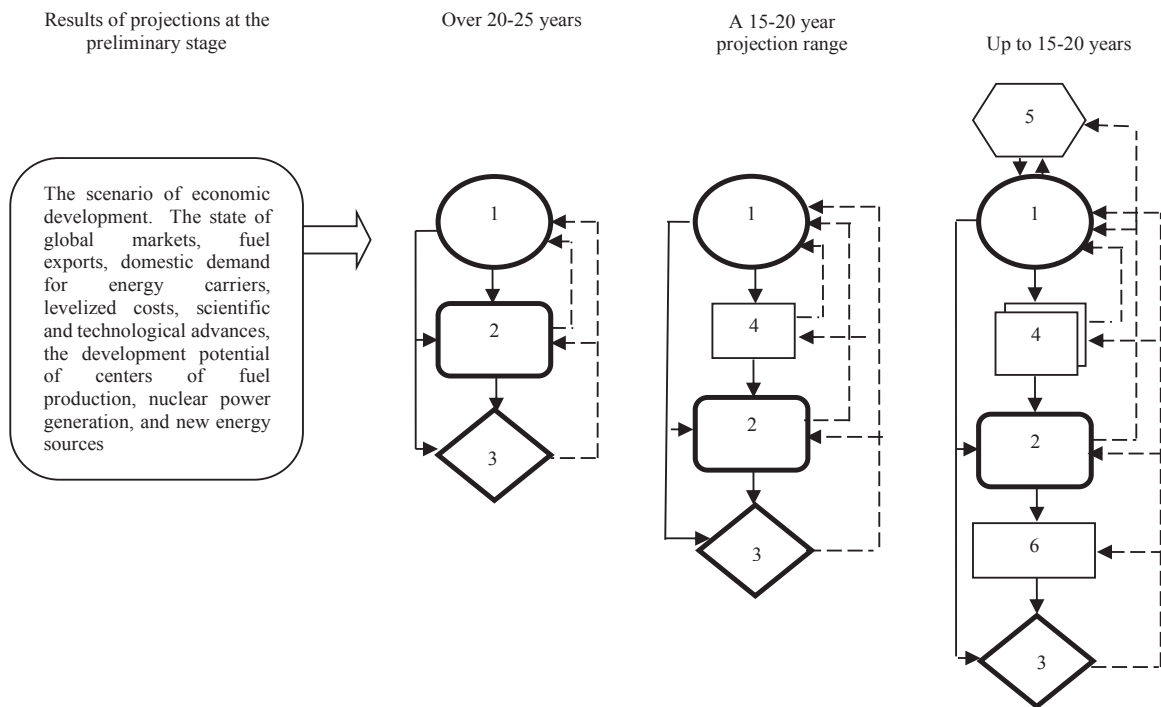 Results of projections at the
preliminary stage
Over 20-25 years
A 15-20 year
projection range
Up to 15-20 years
The scenario of economic
development. The state of
global markets, fuel
exports, domestic demand
for energy carriers,
levelized costs, scientific
and technological advances,
the development potential
of centers of fuel
production, nuclear power
generation, and new energy
sources
1
2
3
1
4
2
3
5
1
4
2
6
3